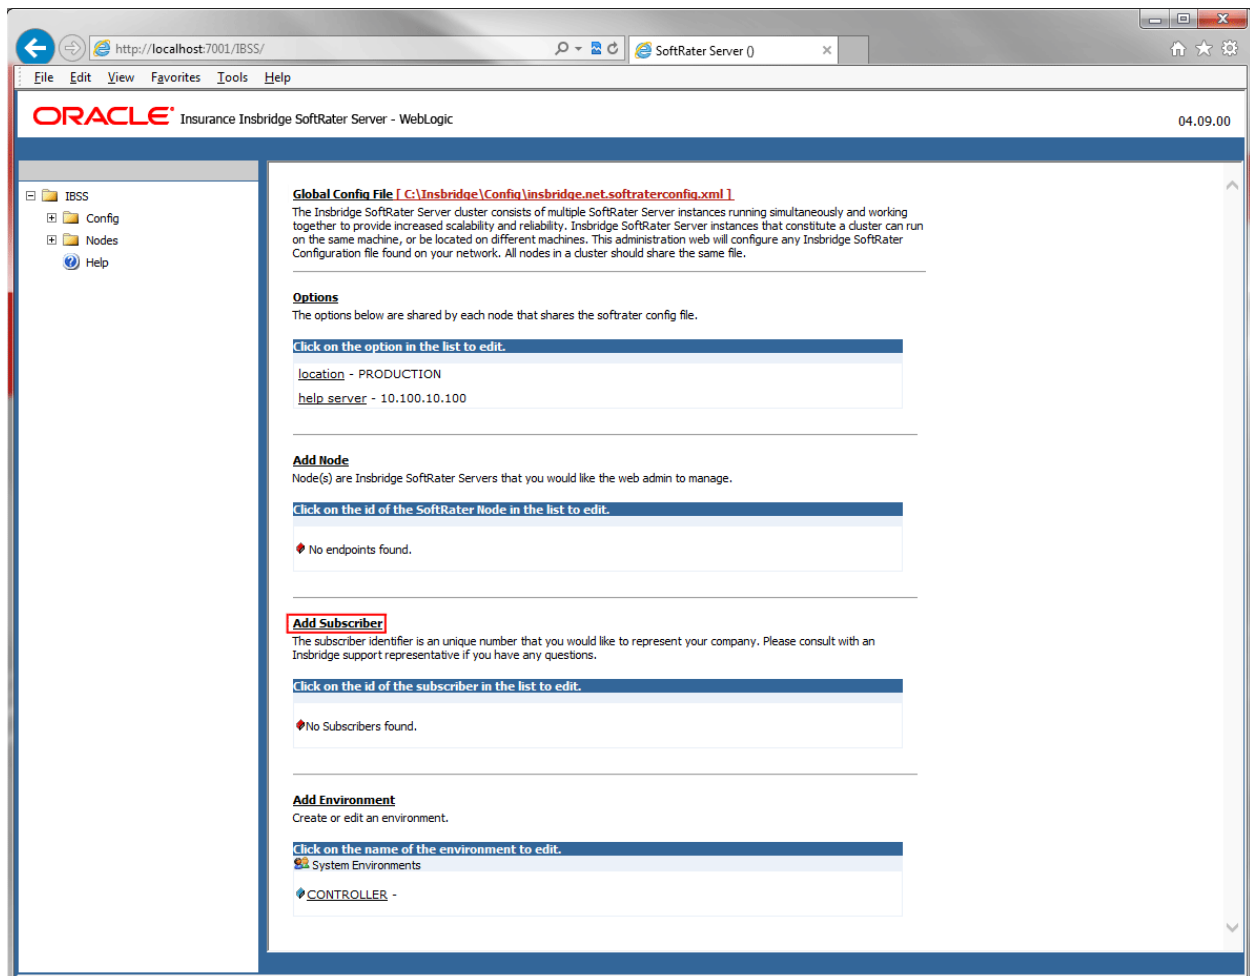 http://localhost:7001/IBSS/
SoftRater Server ()
File Edit View Favorites Tools Help
ORACLE Insurance Insbridge SoftRater Server - WebLogic
04.09.00
IBSS
Config
Nodes
Help
Global Config File [ C:\Insbridge\Config\insbridge.net.softraterconfig.xml ]
The Insbridge SoftRater Server cluster consists of multiple SoftRater Server instances running simultaneously and working
together to provide increased scalability and reliability. Insbridge SoftRater Server instances that constitute a cluster can run
on the same machine, or be located on different machines. This administration web will configure any Insbridge SoftRater
Configuration file found on your network. All nodes in a cluster should share the same file.
Options
The options below are shared by each node that shares the softrater config file.
Click on the option in the list to edit.
location - PRODUCTION
help server - 10.100.10.100
Add Node
Node(s) are Insbridge SoftRater Servers that you would like the web admin to manage.
Click on the id of the SoftRater Node in the list to edit.
No endpoints found.
Add Subscriber
The subscriber identifier is an unique number that you would like to represent your company. Please consult with an
Insbridge support representative if you have any questions.
Click on the id of the subscriber in the list to edit.
No Subscribers found.
Add Environment
Create or edit an environment.
Click on the name of the environment to edit.
System Environments
CONTROLLER -